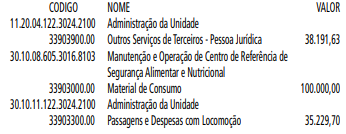 CODIGO NOME VALOR
11.20.04.122.3024.2100 Administração da Unidade
33903900.00 Outros Serviços de Terceiros - Pessoa Jurídica 38.191,63
30.10.08.605.3016.8103 Manutenção e Operação de Centro de Referência de
Segurança Alimentar e Nutricional
33903000.00 Material de Consumo 100.000,00
30.10.11.122.3024.2100 Administração da Unidade
33903300.00 Passagens e Despesas com Locomoção 35.229,70